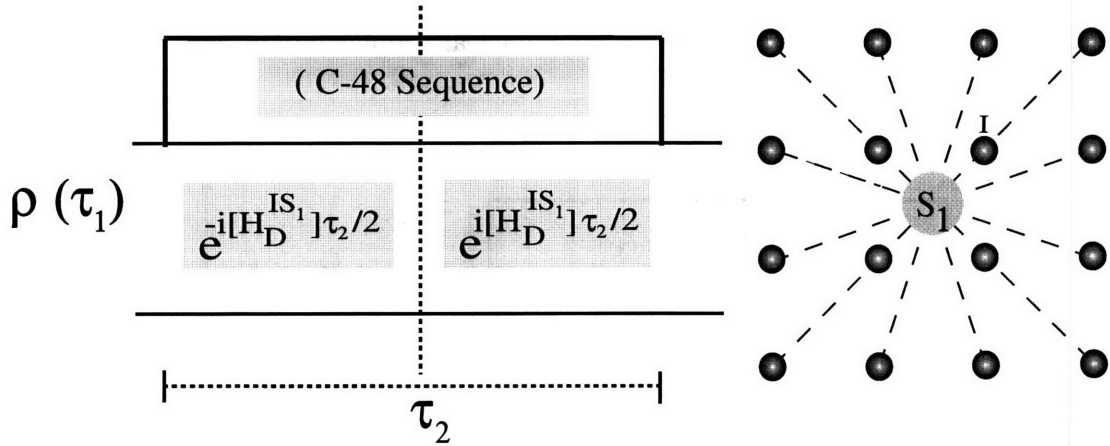 ( C-48 Sequence)
ρ (τ₁)
e^{-i[H_D^{IS₁}]τ₂/2}
e^{i[H_D^{IS₁}]τ₂/2}
τ₂
I
S₁